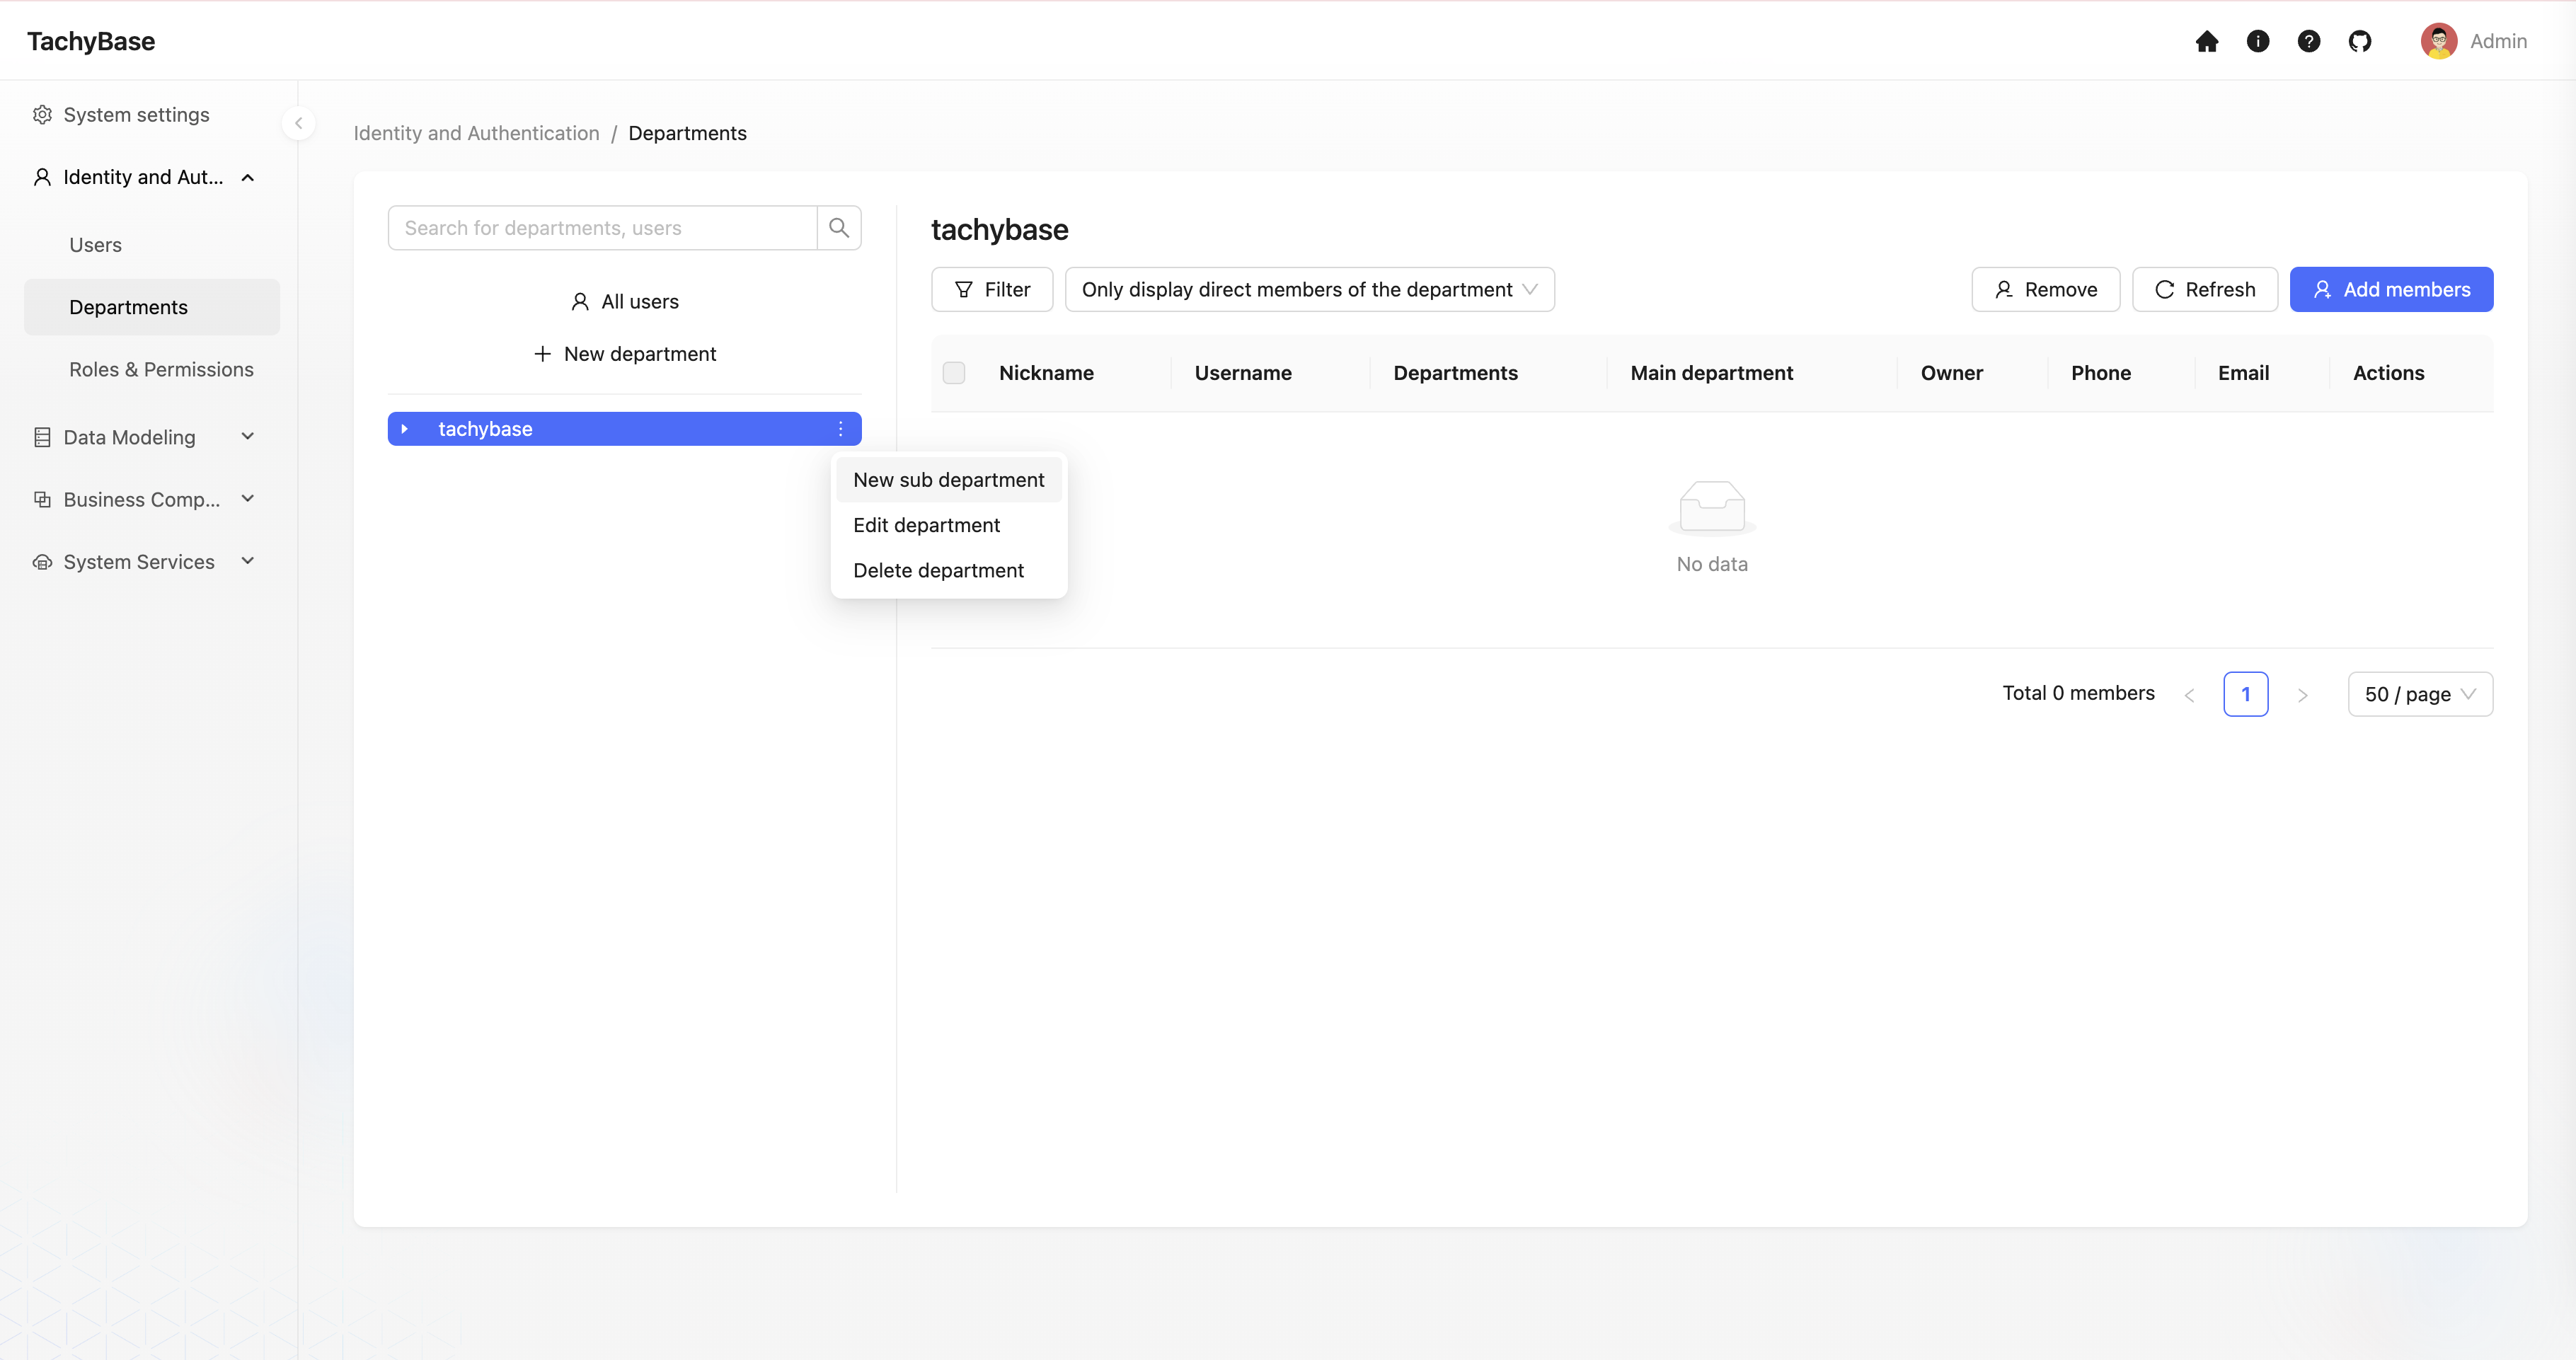 TachyBase
Admin
System settings
Identity and Aut...
Users
Departments
Roles & Permissions
Data Modeling
Business Comp...
System Services
Identity and Authentication / Departments
Search for departments, users
All users
New department
tachybase
New sub department
Edit department
Delete department
tachybase
Filter
Only display direct members of the department
Remove
Refresh
Add members
Nickname Username Departments Main department Owner Phone Email Actions
No data
Total 0 members
1
50 / page